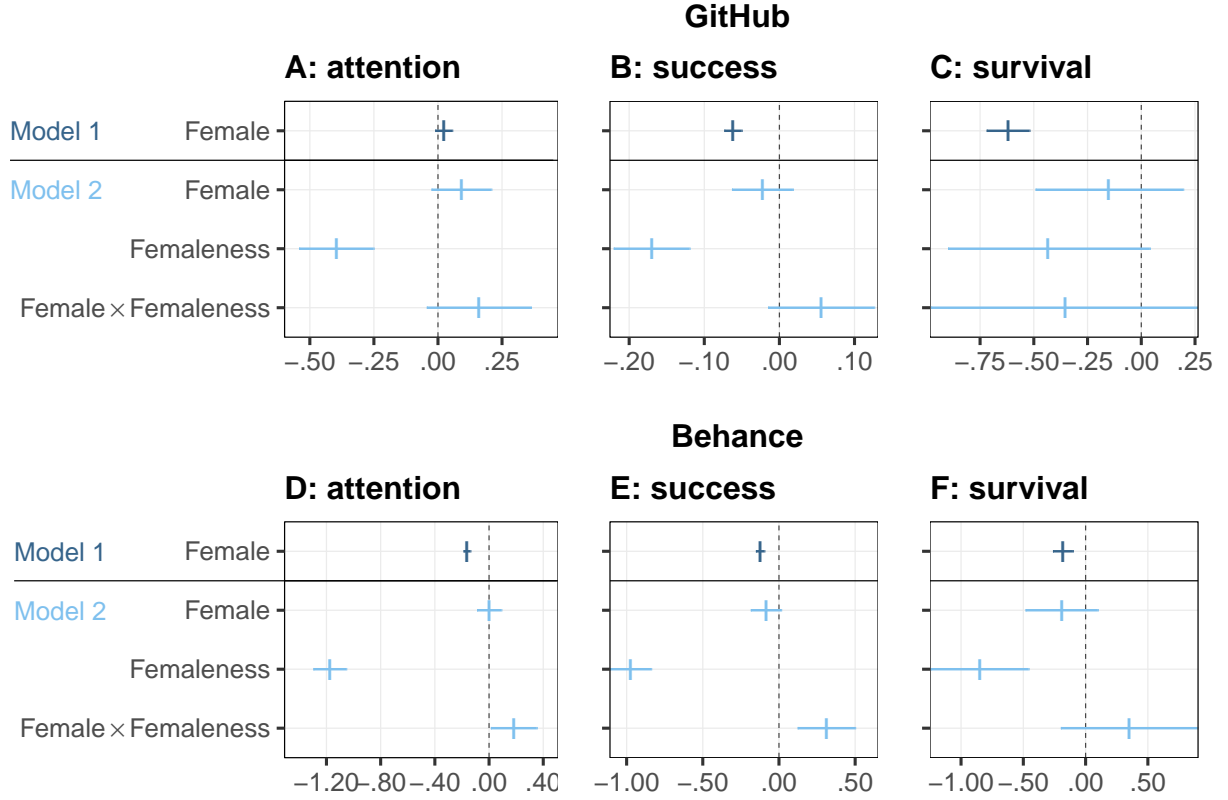 GitHub
A: attention B: success C: survival
Model 1 Female
Model 2 Female
Femaleness
Female × Femaleness
−.50 −.25 .00 .25 −.20 −.10 .00 .10 −.75 −.50 −.25 .00 .25
Behance
D: attention E: success F: survival
Model 1 Female
Model 2 Female
Femaleness
Female × Femaleness
−1.20 −.80 −.40 .00 .40 −1.00 −.50 .00 .50 −1.00 −.50 .00 .50